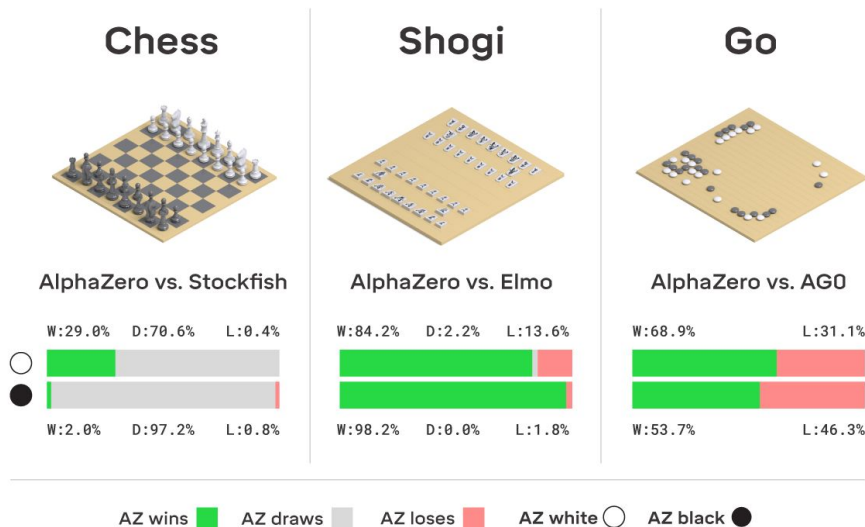 Chess
Shogi
Go
AlphaZero vs. Stockfish
AlphaZero vs. Elmo
AlphaZero vs. AG0
W:29.0% D:70.6% L:0.4%
W:84.2% D:2.2% L:13.6%
W:68.9% L:31.1%
W:2.0% D:97.2% L:0.8%
W:98.2% D:0.0% L:1.8%
W:53.7% L:46.3%
AZ wins AZ draws AZ loses AZ white AZ black